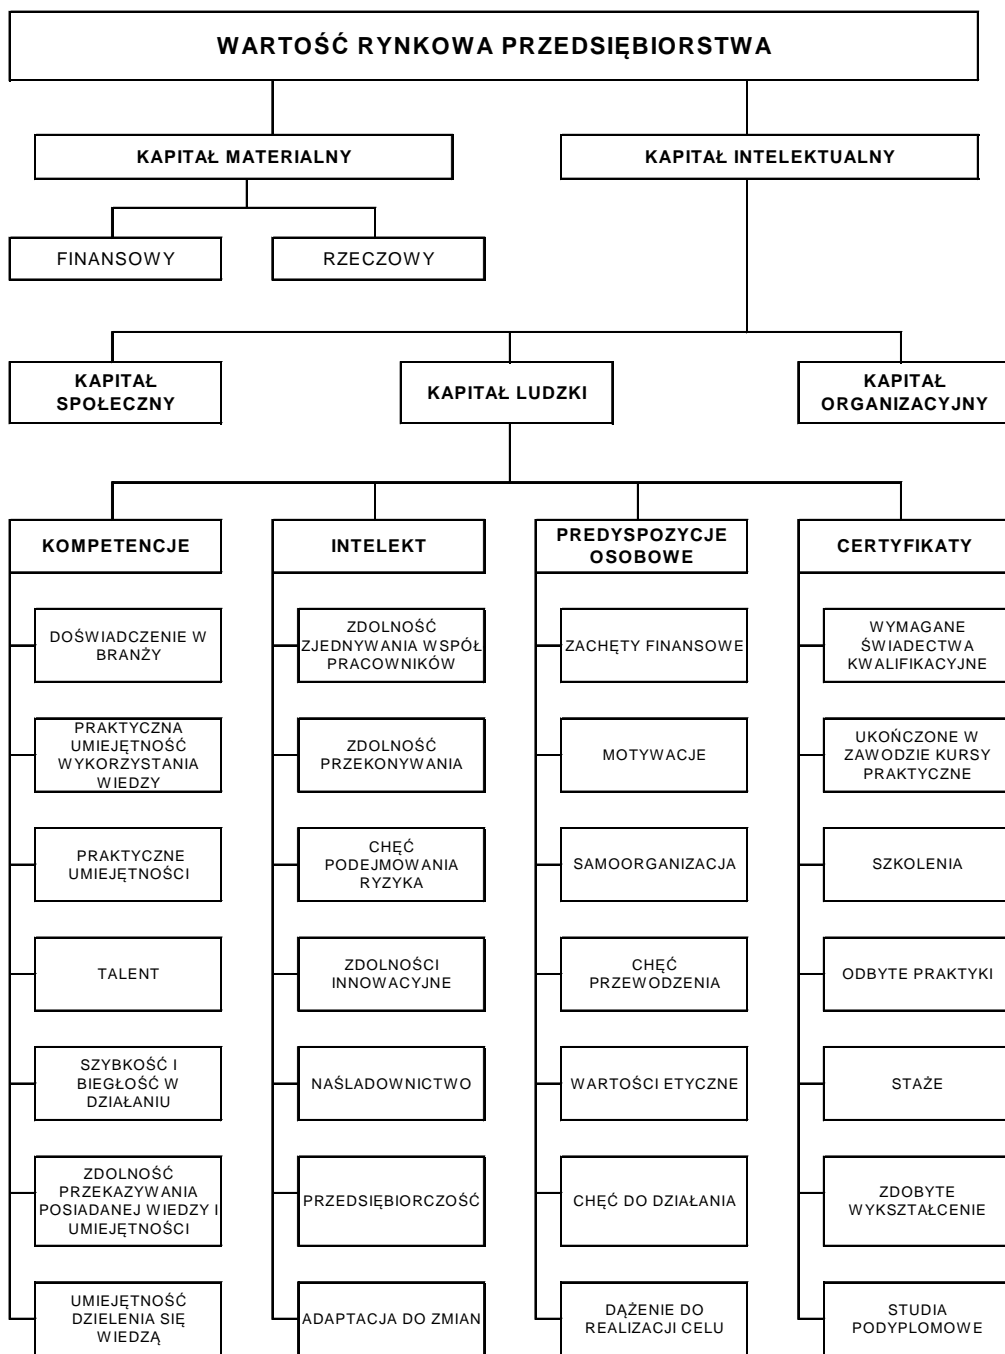 WARTOŚĆ RYNKOWA PRZEDSIĘBIORSTWA
KAPITAŁ MATERIALNY
KAPITAŁ INTELEKTUALNY
FINANSOWY
RZECZOWY
KAPITAŁ
SPOŁECZNY
KAPITAŁ LUDZKI
KAPITAŁ
ORGANIZACYJNY
KOMPETENCJE
DOŚWIADCZENIE W
BRANŻY
PRAKTYCZNA
UMIEJĘTNOŚĆ
WYKORZYSTANIA
WIEDZY
PRAKTYCZNE
UMIEJĘTNOŚCI
TALENT
SZYBKOŚĆ I
BIEGŁOŚĆ W
DZIAŁANIU
ZDOLNOŚĆ
PRZEKAZYWANIA
POSIADANEJ WIEDZY I
UMIEJĘTNOŚCI
UMIEJĘTNOŚĆ
DZIELENIA SIĘ
WIEDZĄ
INTELEKT
ZDOLNOŚĆ
ZJEDNYWANIA WSPÓŁ
PRACOWNIKÓW
ZDOLNOŚĆ
PRZEKONYWANIA
CHĘĆ
PODEJMOWANIA
RYZYKA
ZDOLNOŚCI
INNOWACYJNE
NAŚLADOWNICTWO
PRZEDSIĘBIORCZOŚĆ
ADAPTACJA DO ZMIAN
PREDYSPOZYCJE
OSOBOWE
ZACHĘTY FINANSOWE
MOTYWACJE
SAMOORGANIZACJA
CHĘĆ
PRZEWODZENIA
WARTOŚCI ETYCZNE
CHĘĆ DO DZIAŁANIA
DĄŻENIE DO
REALIZACJI CELU
CERTYFIKATY
WYMAGANE
ŚWIADECTWA
KWALIFIKACYJNE
UKOŃCZONE W
ZAWODZIE KURSY
PRAKTYCZNE
SZKOLENIA
ODBYTE PRAKTYKI
STAŻE
ZDOBYTE
WYKSZTAŁCENIE
STUDIA
PODYPLOMOWE